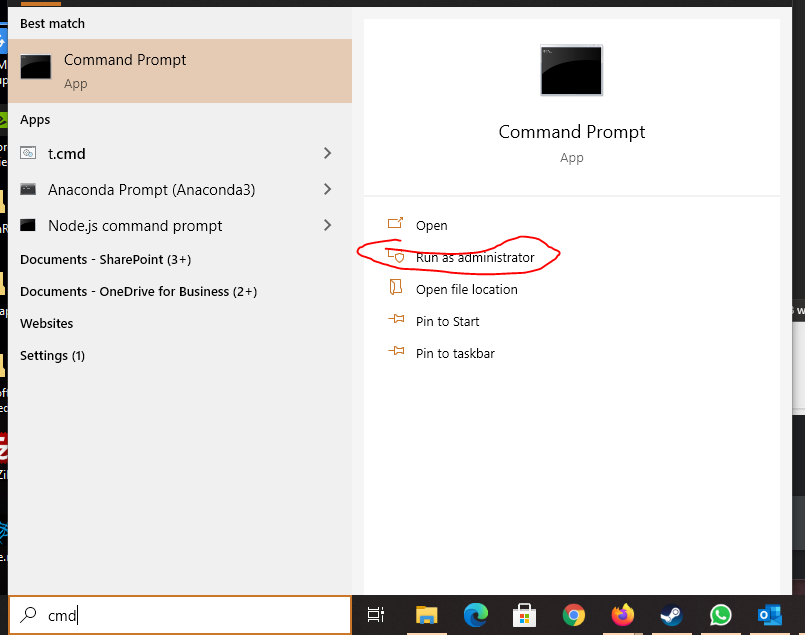 Best match
Command Prompt
App
Apps
t.cmd
Anaconda Prompt (Anaconda3)
Node.js command prompt
Documents - SharePoint (3+)
Documents - OneDrive for Business (2+)
Websites
Settings (1)
Command Prompt
App
Open
Run as administrator
Open file location
Pin to Start
Pin to taskbar
cmd